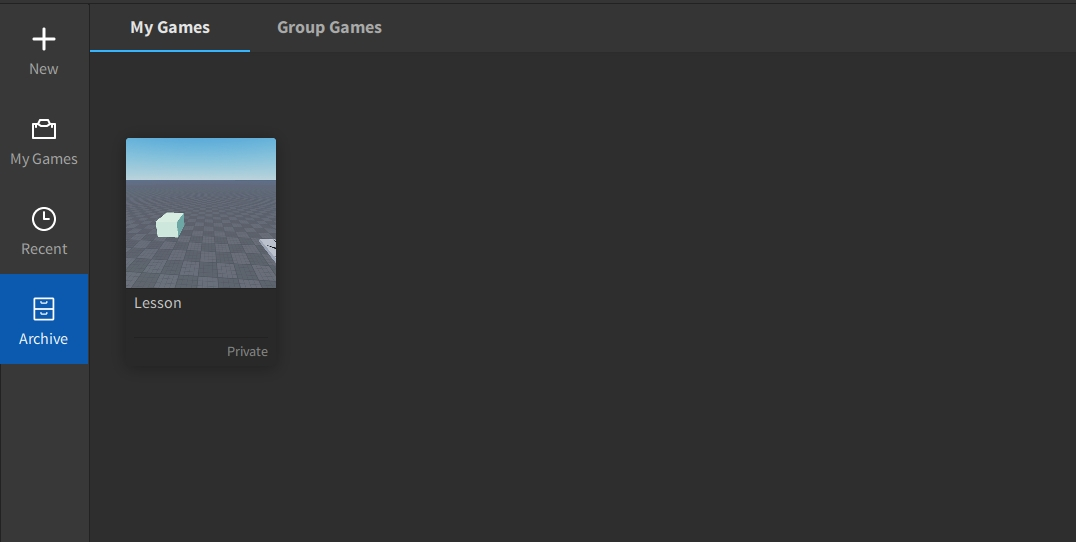 My Games
Group Games
New
My Games
Recent
Archive
Lesson
Private